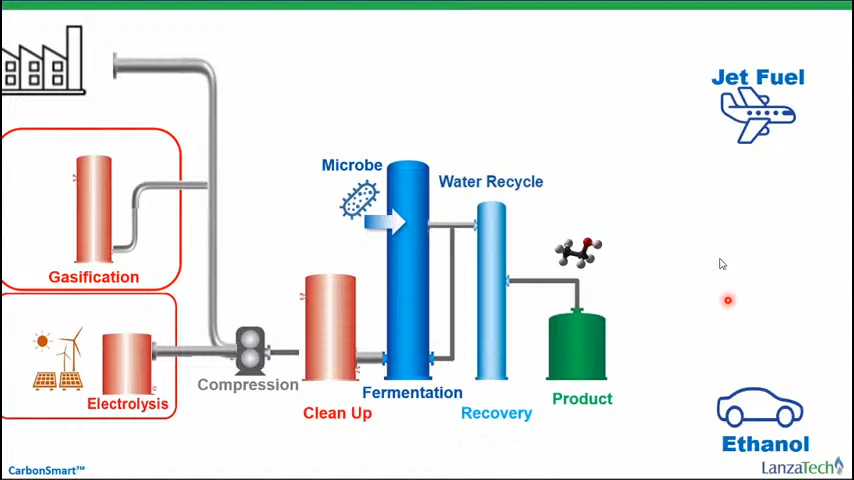 Jet Fuel
Microbe
Water Recycle
Gasification
Compression
Fermentation
Electrolysis
Clean Up
Recovery
Product
Ethanol
CarbonSmart™
LanzaTech